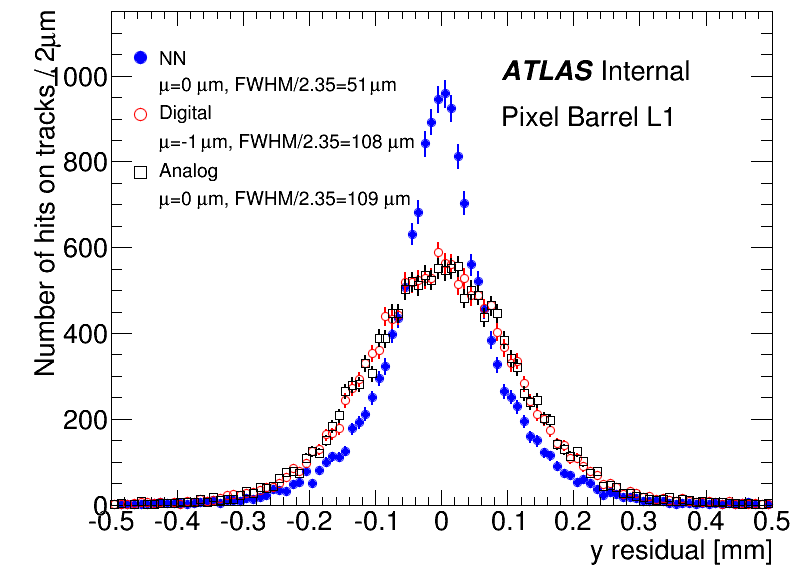 Number of hits on tracks / 2μm
1000
800
600
400
200
0
NN
μ=0 μm, FWHM/2.35=51 μm
Digital
μ=-1 μm, FWHM/2.35=108 μm
Analog
μ=0 μm, FWHM/2.35=109 μm
ATLAS Internal
Pixel Barrel L1
-0.5 -0.4 -0.3 -0.2 -0.1 0 0.1 0.2 0.3 0.4 0.5
y residual [mm]